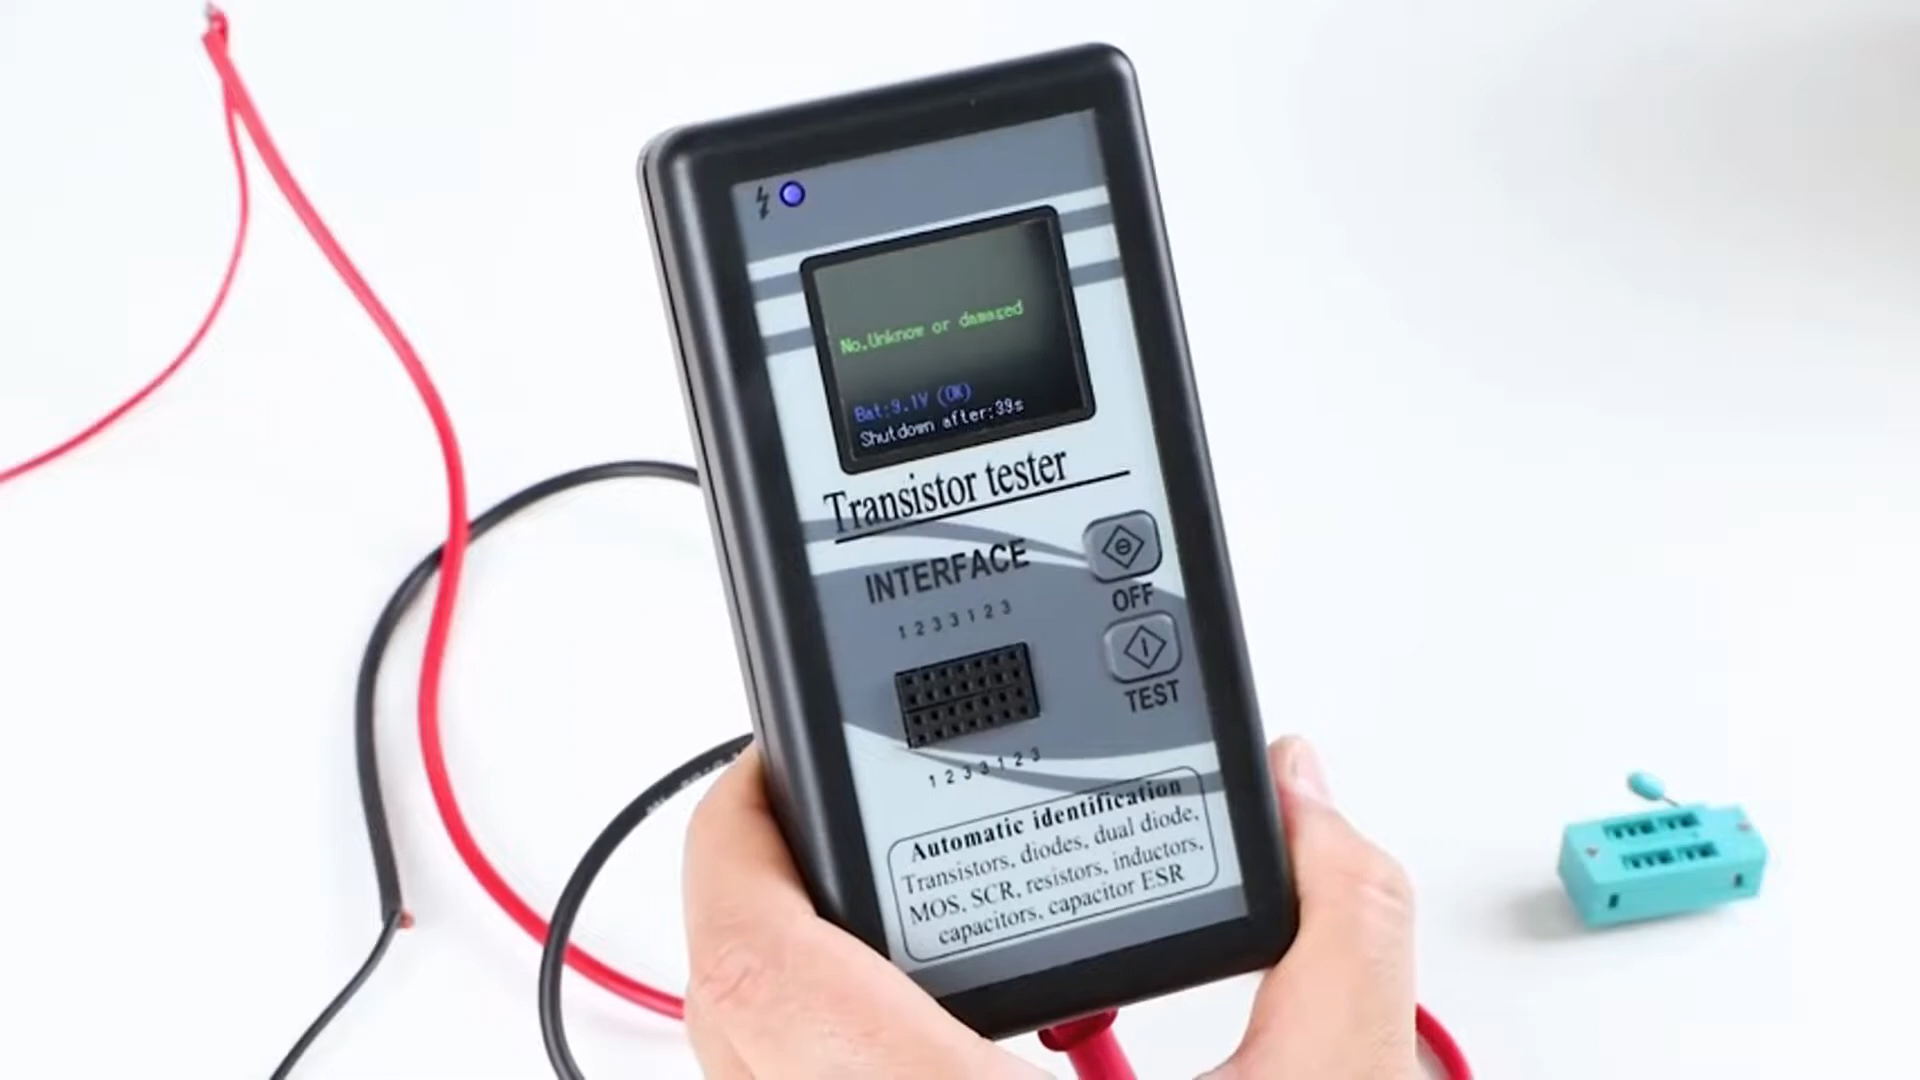 No.Unknow or damaged
Bat:9.1V (OK)
Shutdown after:39s
Transistor tester
INTERFACE
1 2 3 3 1 2 3
OFF
TEST
1 2 3 3 1 2 3
Automatic identification
Transistors, diodes, dual diode,
MOS, SCR, resistors, inductors,
capacitors, capacitor ESR